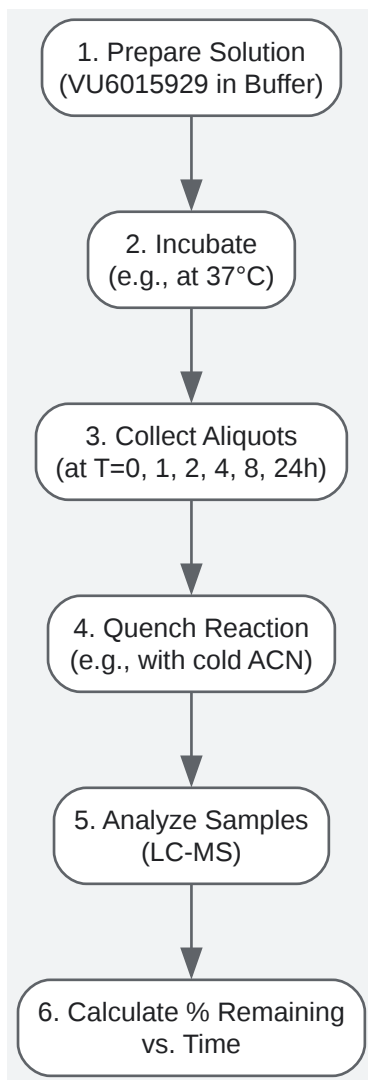 1. Prepare Solution
(VU6015929 in Buffer)
2. Incubate
(e.g., at 37°C)
3. Collect Aliquots
(at T=0, 1, 2, 4, 8, 24h)
4. Quench Reaction
(e.g., with cold ACN)
5. Analyze Samples
(LC-MS)
6. Calculate % Remaining
vs. Time